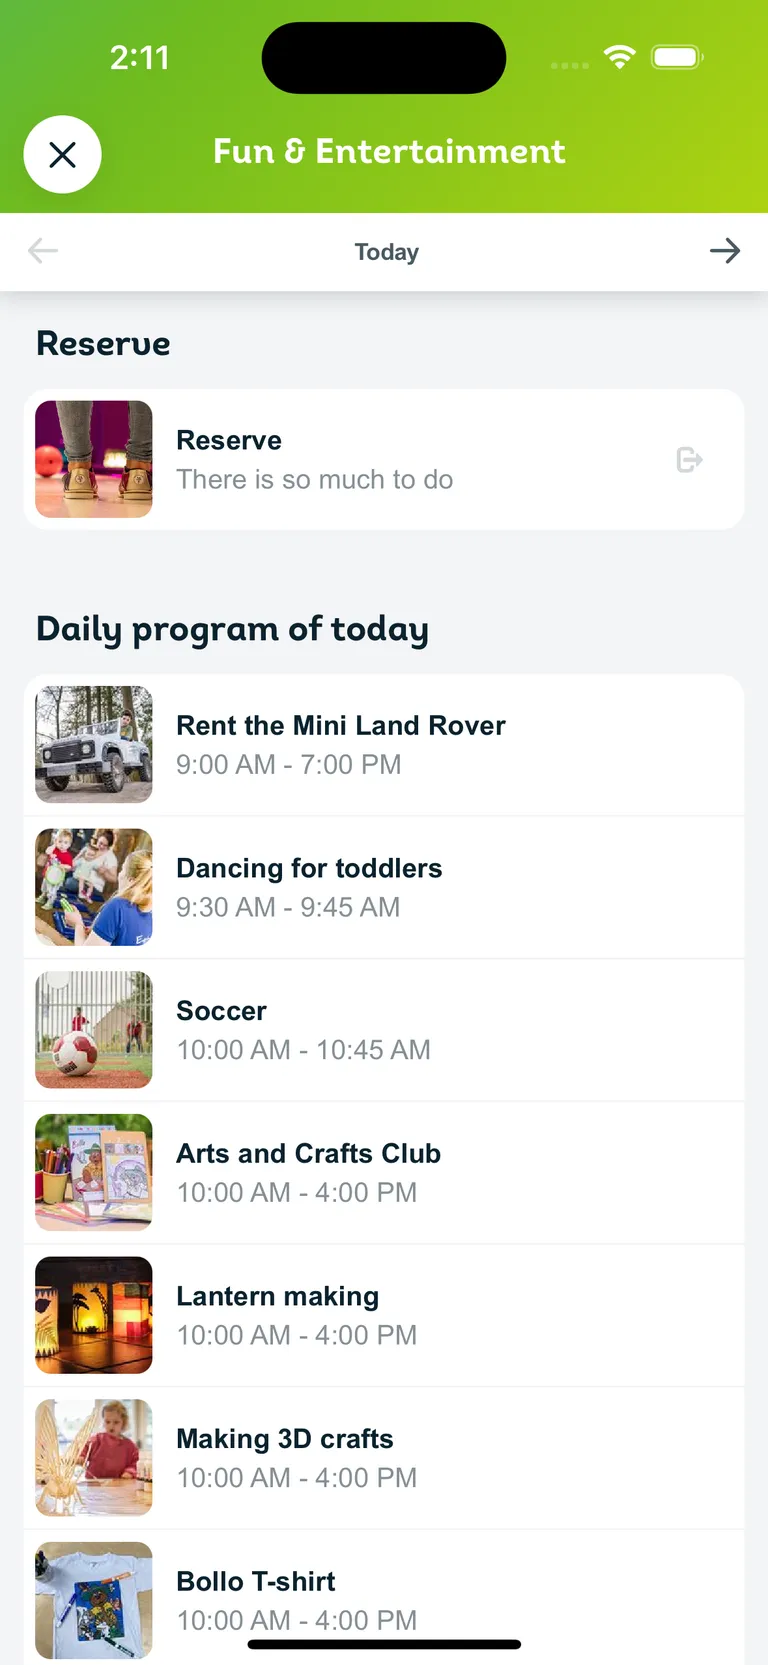 2:11
Fun & Entertainment
Today
Reserve
Reserve
There is so much to do
Daily program of today
Rent the Mini Land Rover
9:00 AM - 7:00 PM
Dancing for toddlers
9:30 AM - 9:45 AM
Soccer
10:00 AM - 10:45 AM
Arts and Crafts Club
10:00 AM - 4:00 PM
Lantern making
10:00 AM - 4:00 PM
Making 3D crafts
10:00 AM - 4:00 PM
Bollo T-shirt
10:00 AM - 4:00 PM